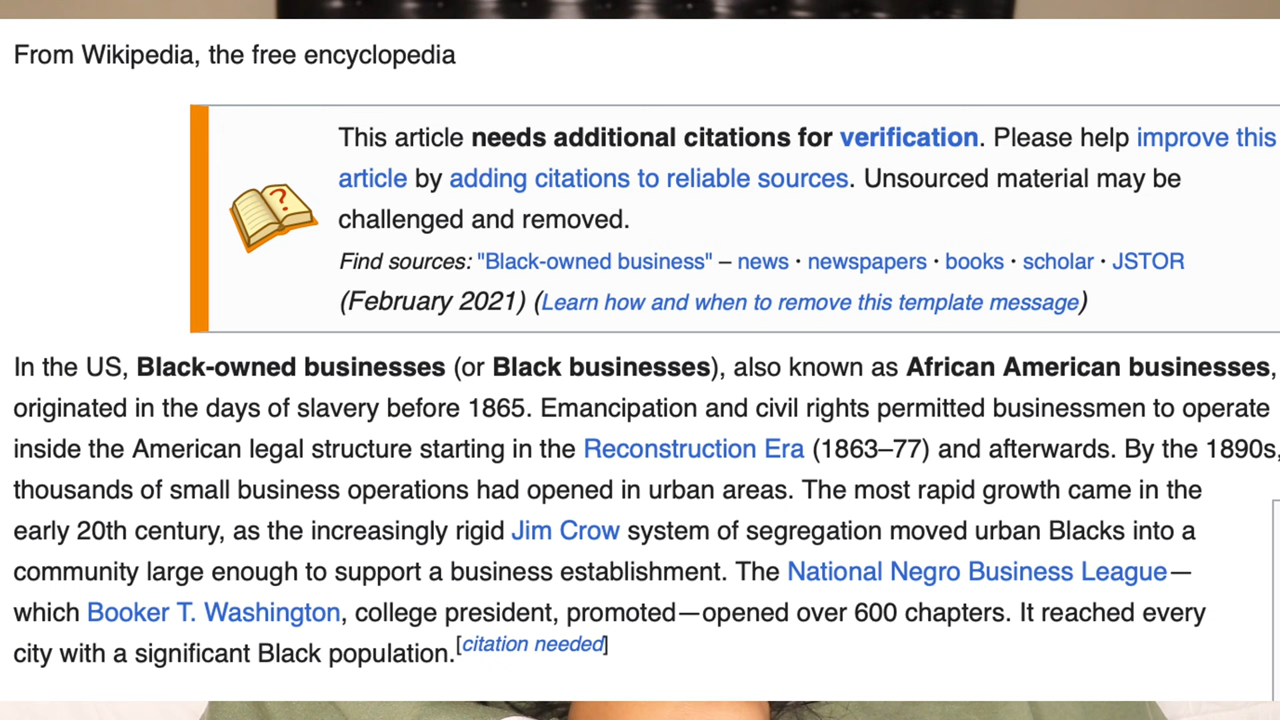 From Wikipedia, the free encyclopedia
This article needs additional citations for verification. Please help improve this
article by adding citations to reliable sources. Unsourced material may be
challenged and removed.
Find sources: "Black-owned business" – news · newspapers · books · scholar · JSTOR
(February 2021) (Learn how and when to remove this template message)
In the US, Black-owned businesses (or Black businesses), also known as African American businesses,
originated in the days of slavery before 1865. Emancipation and civil rights permitted businessmen to operate
inside the American legal structure starting in the Reconstruction Era (1863–77) and afterwards. By the 1890s,
thousands of small business operations had opened in urban areas. The most rapid growth came in the
early 20th century, as the increasingly rigid Jim Crow system of segregation moved urban Blacks into a
community large enough to support a business establishment. The National Negro Business League—
which Booker T. Washington, college president, promoted—opened over 600 chapters. It reached every
city with a significant Black population.[citation needed]